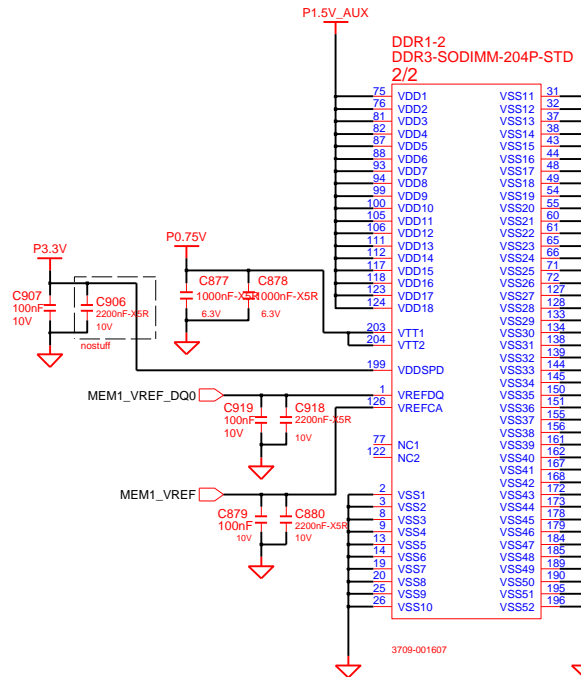 P1.5V_AUX
DDR1-2
DDR3-SODIMM-204P-STD
2/2
75 VDD1 VSS11 31
76 VDD2 VSS12 32
81 VDD3 VSS13 37
82 VDD4 VSS14 38
87 VDD5 VSS15 43
88 VDD6 VSS16 44
93 VDD7 VSS17 48
94 VDD8 VSS18 49
99 VDD9 VSS19 54
100 VDD10 VSS20 55
105 VDD11 VSS21 60
106 VDD12 VSS22 61
111 VDD13 VSS23 65
112 VDD14 VSS24 66
117 VDD15 VSS25 71
118 VDD16 VSS26 72
123 VDD17 VSS27 127
124 VDD18 VSS28 128
VSS29 133
203 VTT1 VSS30 134
204 VTT2 VSS31 138
VSS32 139
199 VDDSPD VSS33 144
VSS34 145
1 VREFDQ VSS35 150
126 VREFCA VSS36 151
VSS37 155
VSS38 156
77 NC1 VSS39 161
122 NC2 VSS40 162
VSS41 167
VSS42 168
2 VSS1 VSS43 172
3 VSS2 VSS44 173
8 VSS3 VSS45 178
9 VSS4 VSS46 179
13 VSS5 VSS47 184
14 VSS6 VSS48 185
19 VSS7 VSS49 189
20 VSS8 VSS50 190
25 VSS9 VSS51 195
26 VSS10 VSS52 196
3709-001607
P3.3V
C907
100nF
10V
C906
2200nF-X5R
10V
nostuff
P0.75V
C877
1000nF-X5R
6.3V
C878
1000nF-X5R
6.3V
MEM1_VREF_DQ0
C919
100nF
10V
C918
2200nF-X5R
10V
MEM1_VREF
C879
100nF
10V
C880
2200nF-X5R
10V